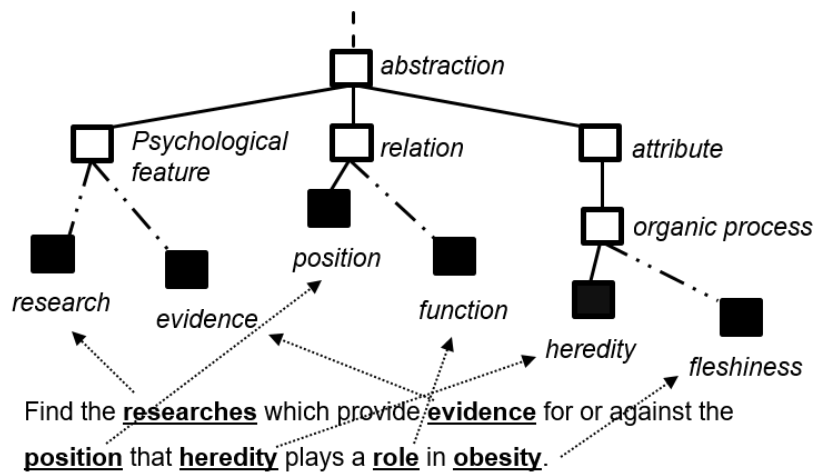 abstraction
Psychological
feature
relation
attribute
organic process
position
research
evidence
function
heredity
fleshiness
Find the researches which provide evidence for or against the
position that heredity plays a role in obesity.